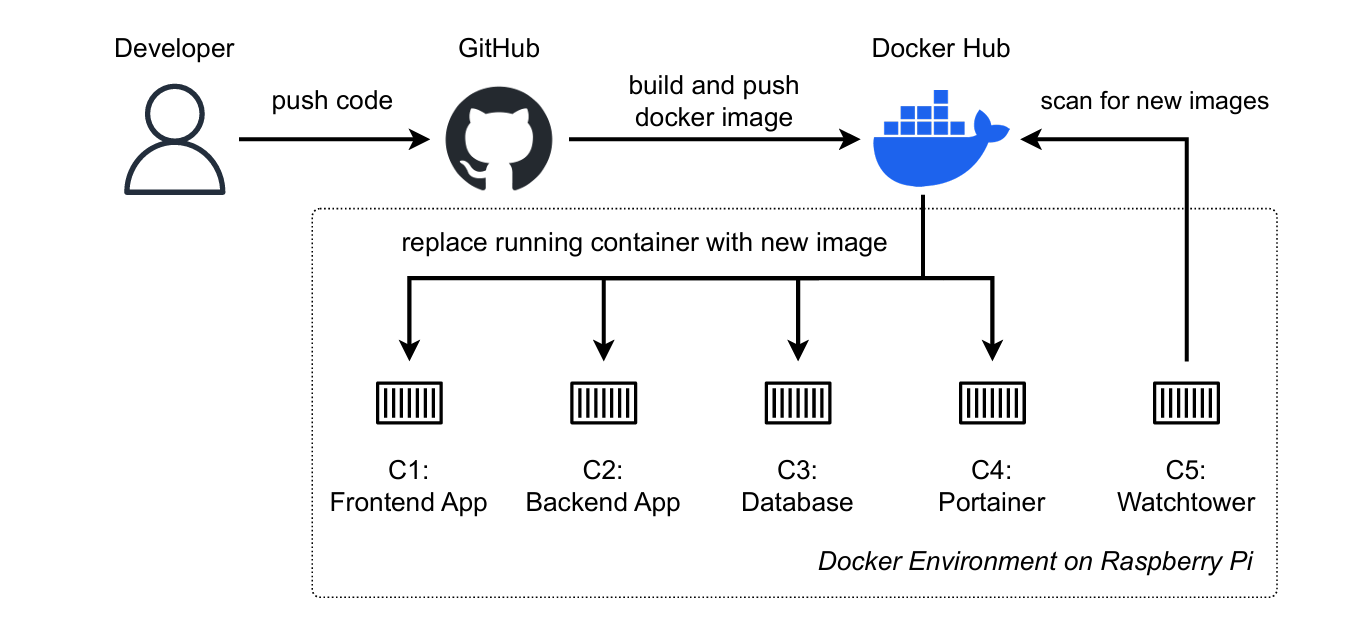 Developer
GitHub
Docker Hub
push code
build and push
docker image
scan for new images
replace running container with new image
C1:
Frontend App
C2:
Backend App
C3:
Database
C4:
Portainer
C5:
Watchtower
Docker Environment on Raspberry Pi